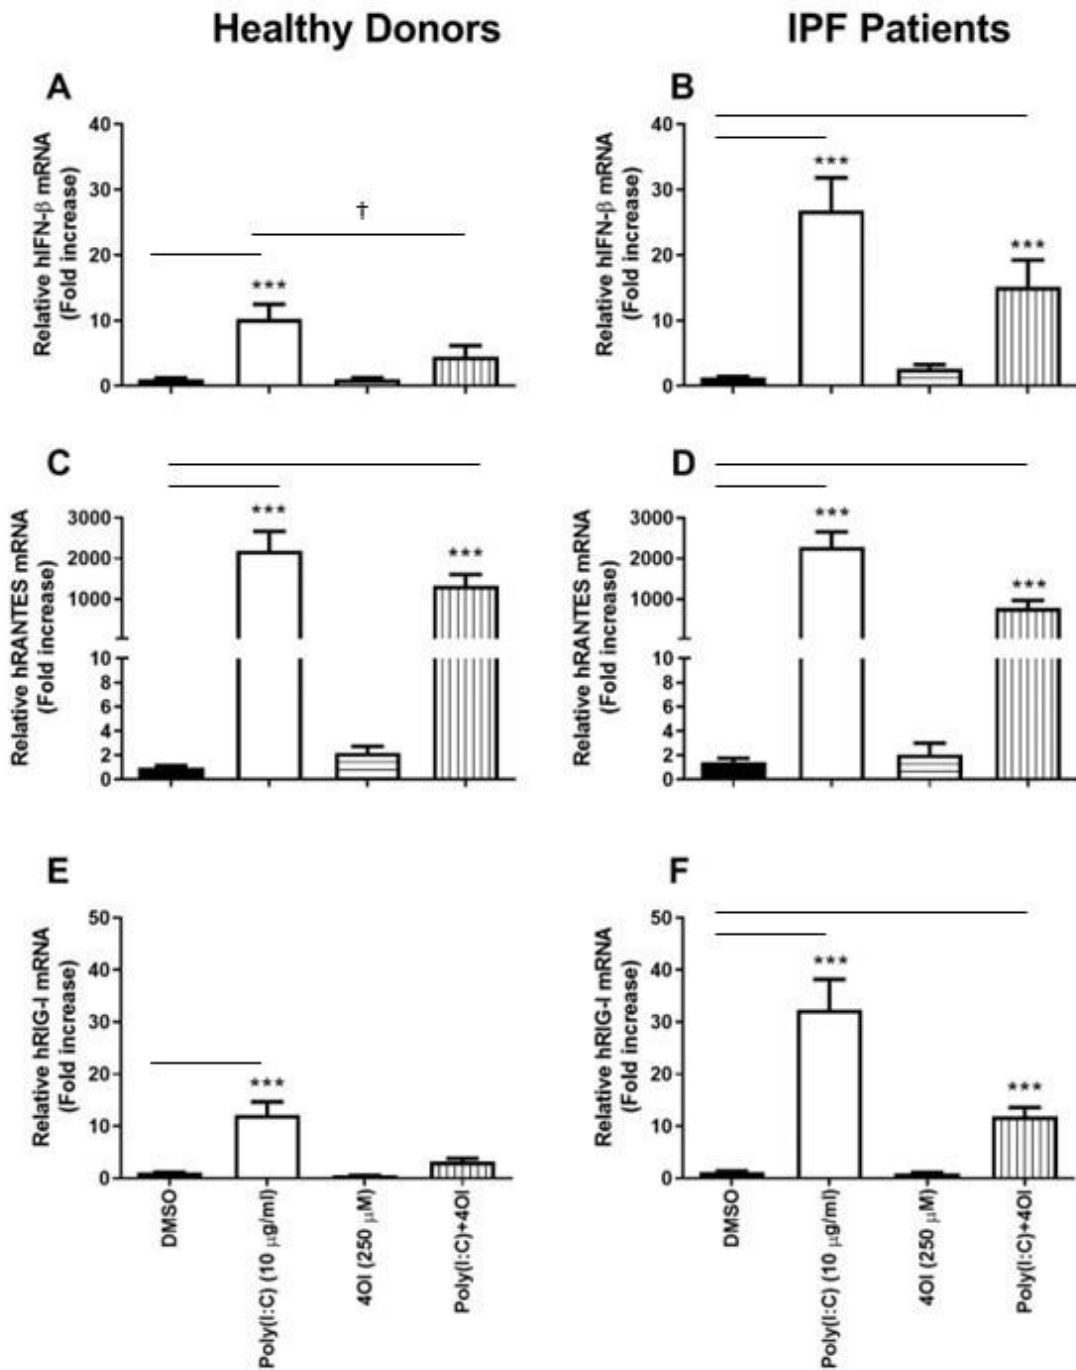 Healthy Donors
IPF Patients
A
Relative hIFN-β mRNA
(Fold increase)
40
30
20
10
0
†
***
B
Relative hIFN-β mRNA
(Fold increase)
40
30
20
10
0
***
***
C
Relative hRANTES mRNA
(Fold increase)
3000
2000
1000
10
8
6
4
2
0
***
***
D
Relative hRANTES mRNA
(Fold increase)
3000
2000
1000
10
8
6
4
2
0
***
***
E
Relative hRIG-I mRNA
(Fold increase)
50
40
30
20
10
0
***
DMSO
Poly(I:C) (10 μg/ml)
4OI (250 μM)
Poly(I:C)+4OI
F
Relative hRIG-I mRNA
(Fold increase)
50
40
30
20
10
0
***
***
DMSO
Poly(I:C) (10 μg/ml)
4OI (250 μM)
Poly(I:C)+4OI